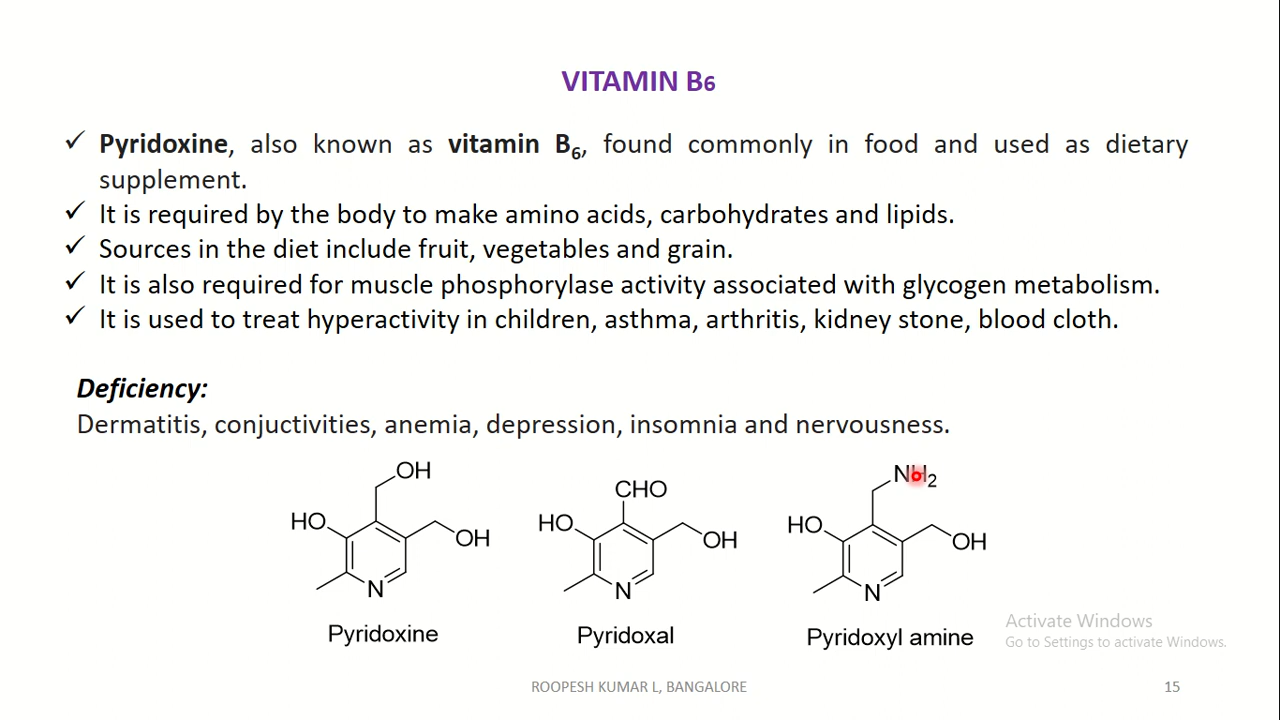 VITAMIN B6
✓ Pyridoxine, also known as vitamin B6, found commonly in food and used as dietary
supplement.
✓ It is required by the body to make amino acids, carbohydrates and lipids.
✓ Sources in the diet include fruit, vegetables and grain.
✓ It is also required for muscle phosphorylase activity associated with glycogen metabolism.
✓ It is used to treat hyperactivity in children, asthma, arthritis, kidney stone, blood cloth.
Deficiency:
Dermatitis, conjuctivities, anemia, depression, insomnia and nervousness.
OH
HO
OH
N
Pyridoxine
CHO
HO
OH
N
Pyridoxal
NH2
HO
OH
N
Pyridoxyl amine
Activate Windows
Go to Settings to activate Windows.
ROOPESH KUMAR L, BANGALORE
15